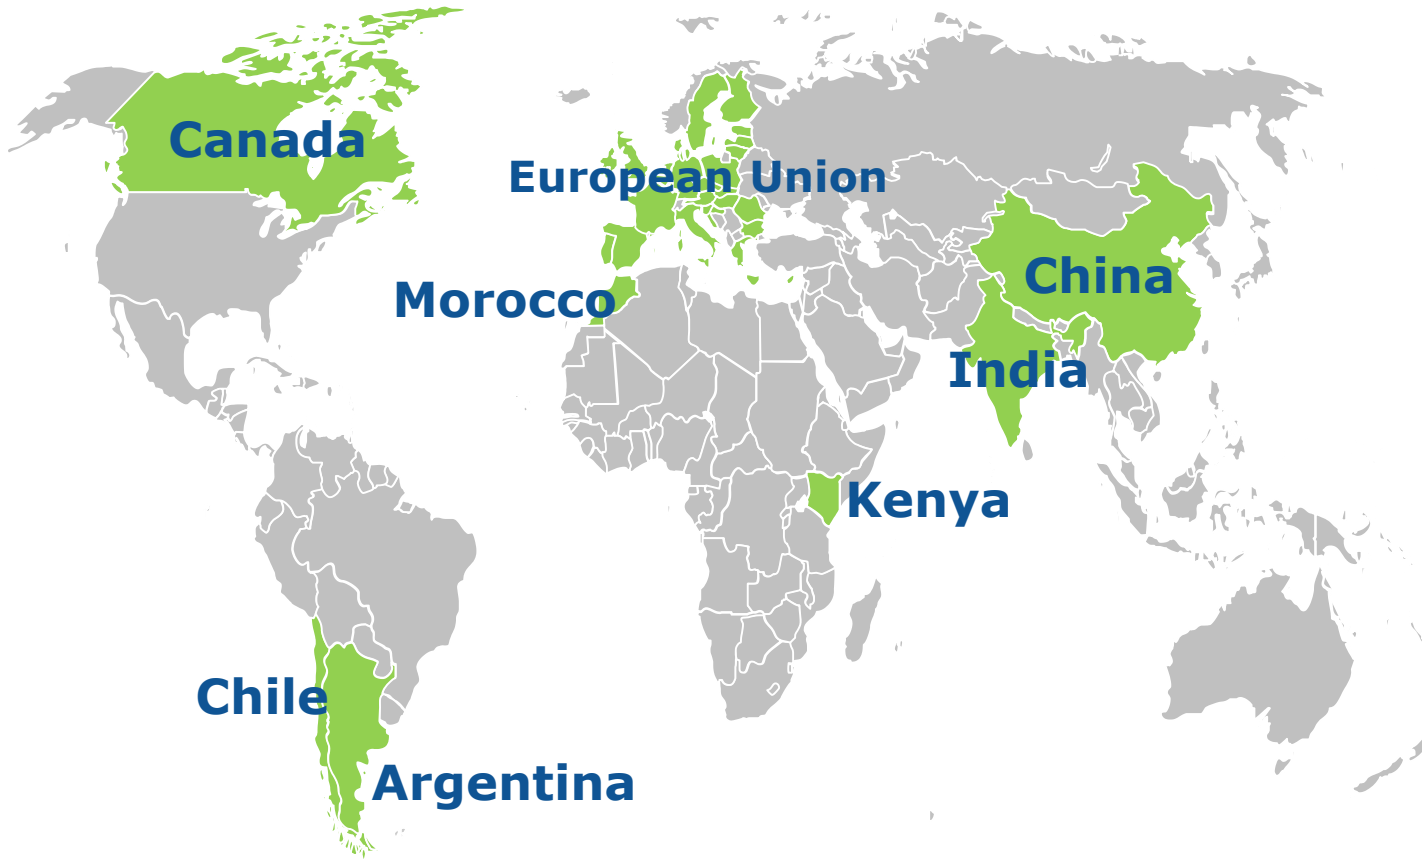 Canada
European Union
Morocco
China
India
Kenya
Chile
Argentina